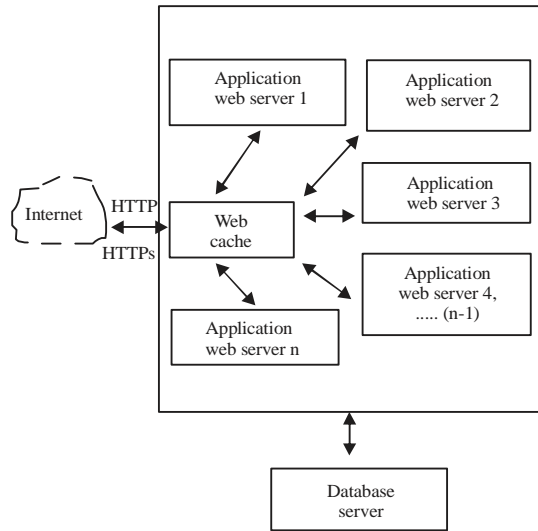 Application
web server 1
Application
web server 2
Internet
HTTP
HTTPs
Web
cache
Application
web server 3
Application
web server 4,
..... (n-1)
Application
web server n
Database
server